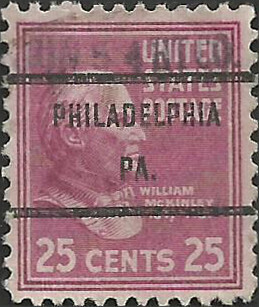 UNITED
STATES
PHILADELPHIA
PA.
WILLIAM
MCKINLEY
25 CENTS 25